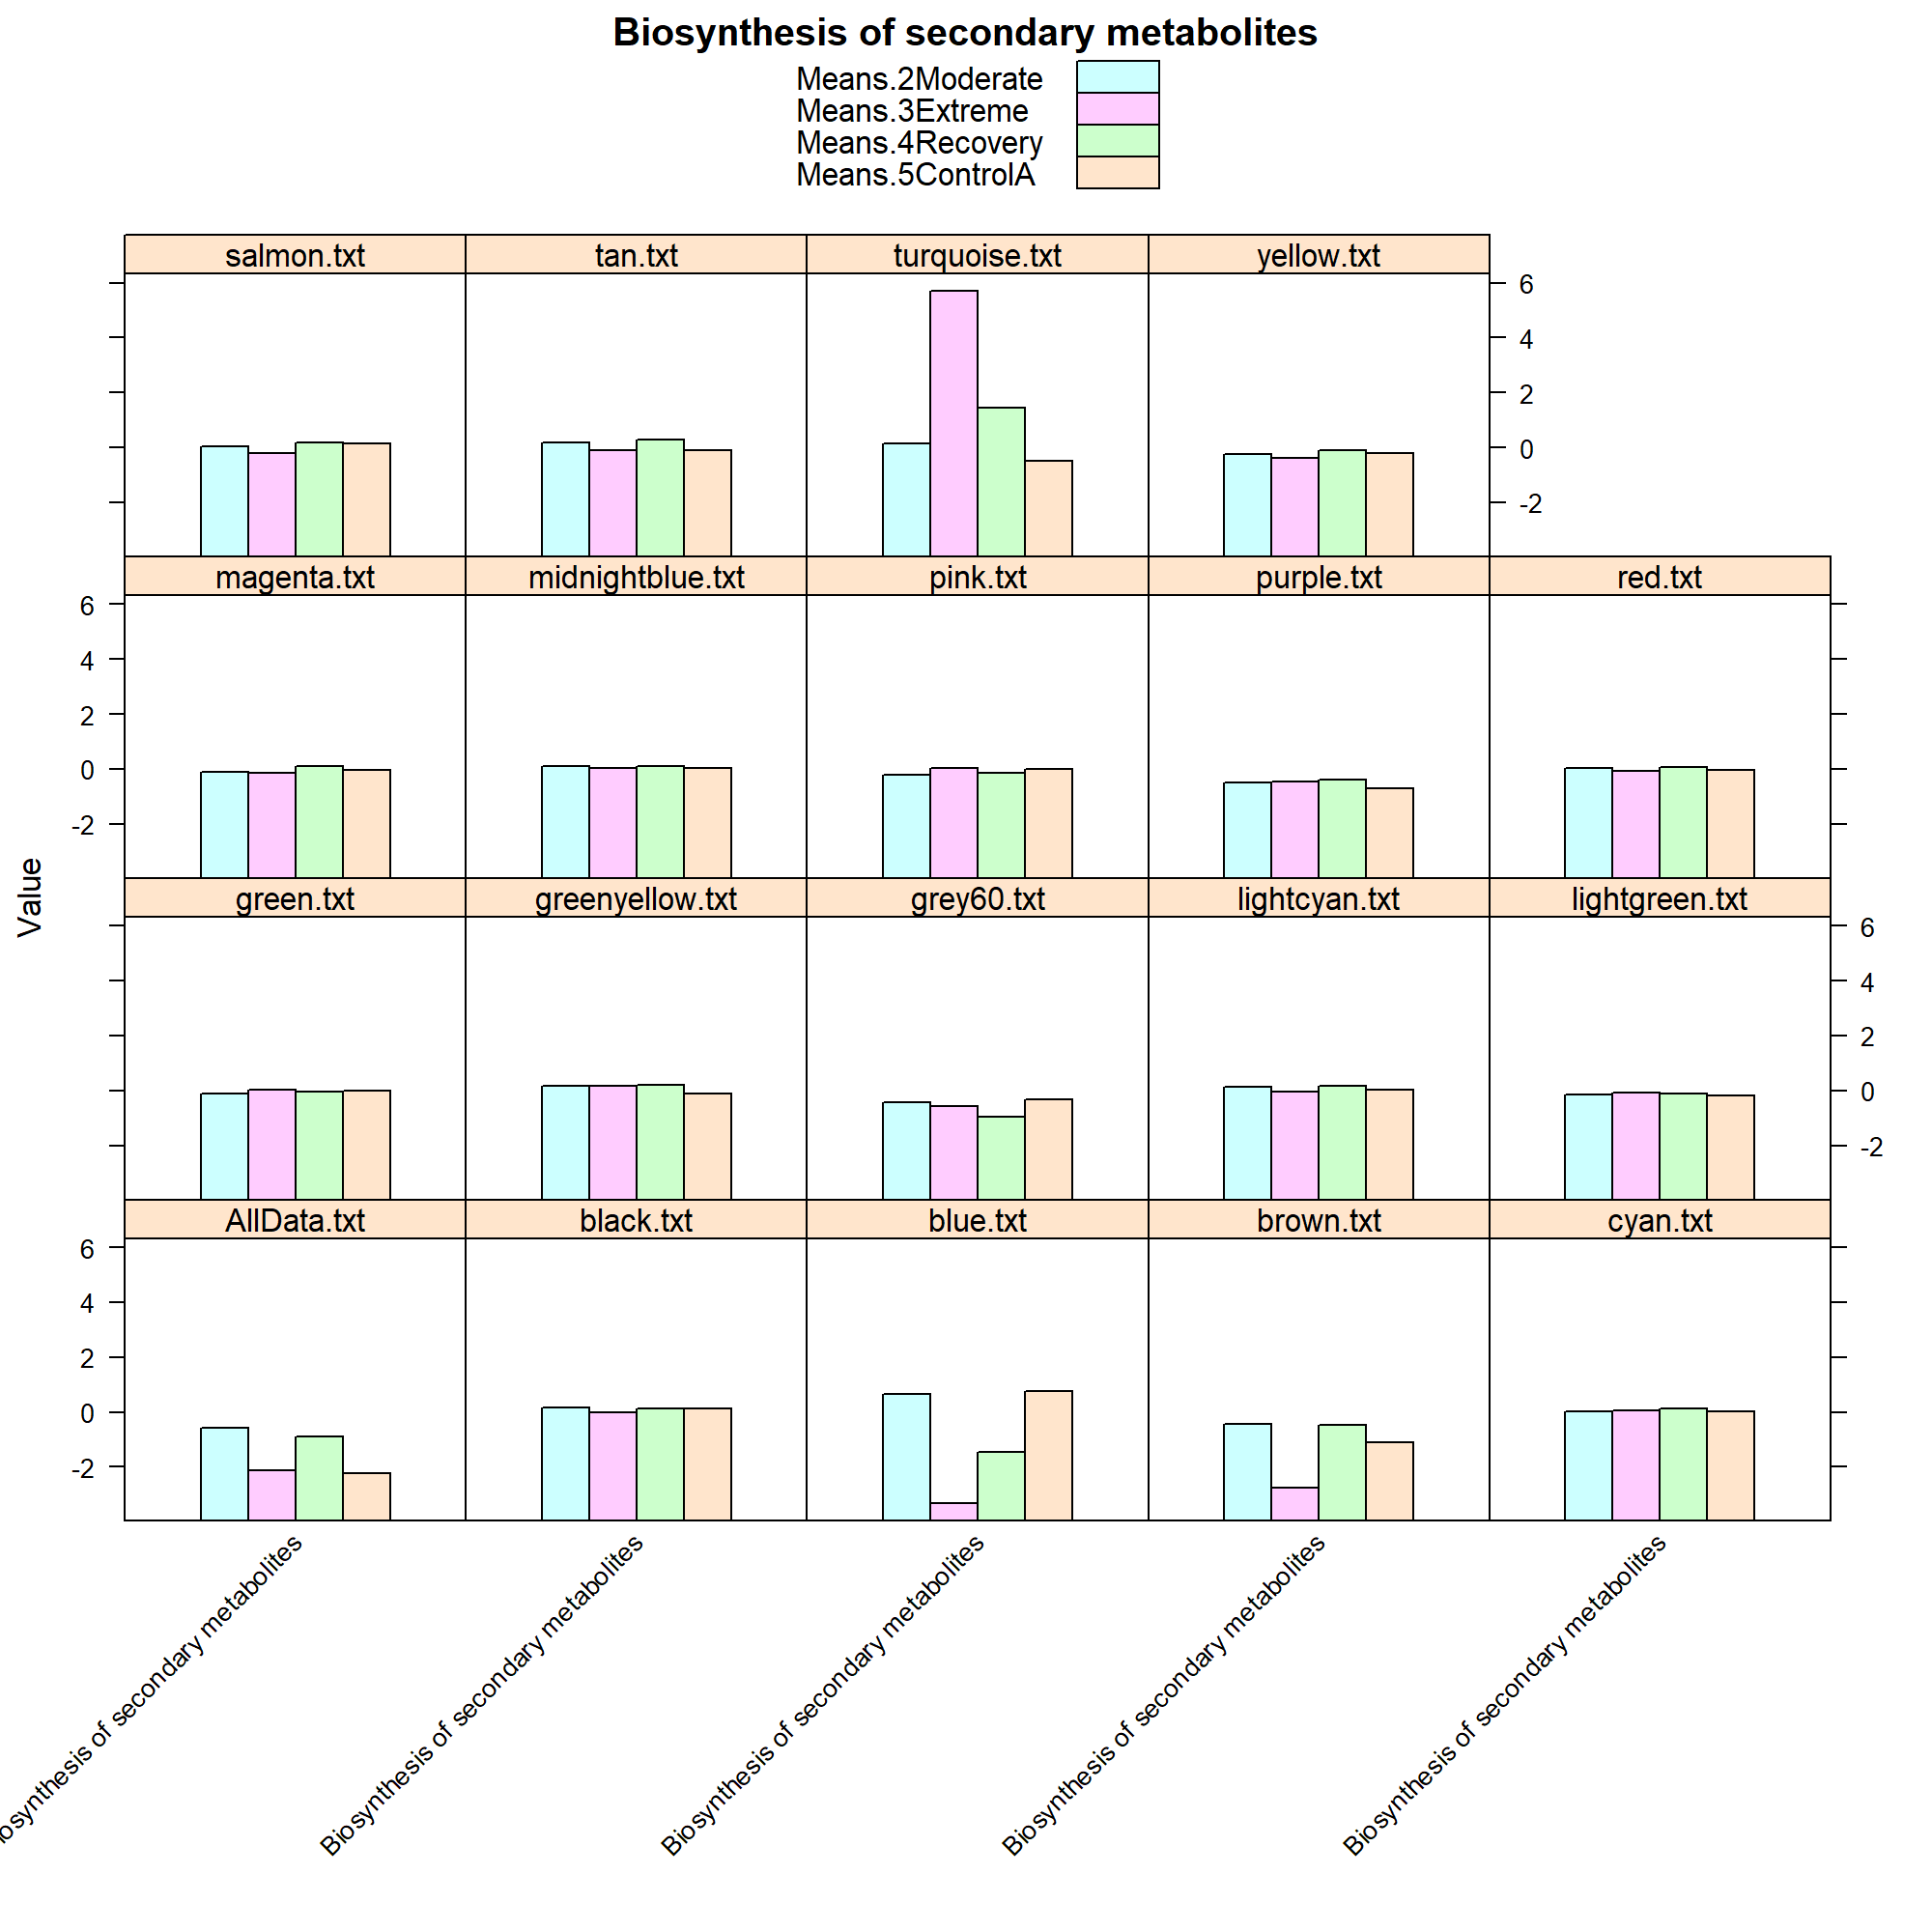 Biosynthesis of secondary metabolites
Means.2Moderate
Means.3Extreme
Means.4Recovery
Means.5ControlA
salmon.txt tan.txt turquoise.txt yellow.txt
6
4
2
0
-2
magenta.txt midnightblue.txt pink.txt purple.txt red.txt
6
4
2
0
-2
Value
green.txt greenyellow.txt grey60.txt lightcyan.txt lightgreen.txt
6
4
2
0
-2
AllData.txt black.txt blue.txt brown.txt cyan.txt
6
4
2
0
-2
osynthesis of secondary metabolites
Biosynthesis of secondary metabolites
Biosynthesis of secondary metabolites
Biosynthesis of secondary metabolites
Biosynthesis of secondary metabolites